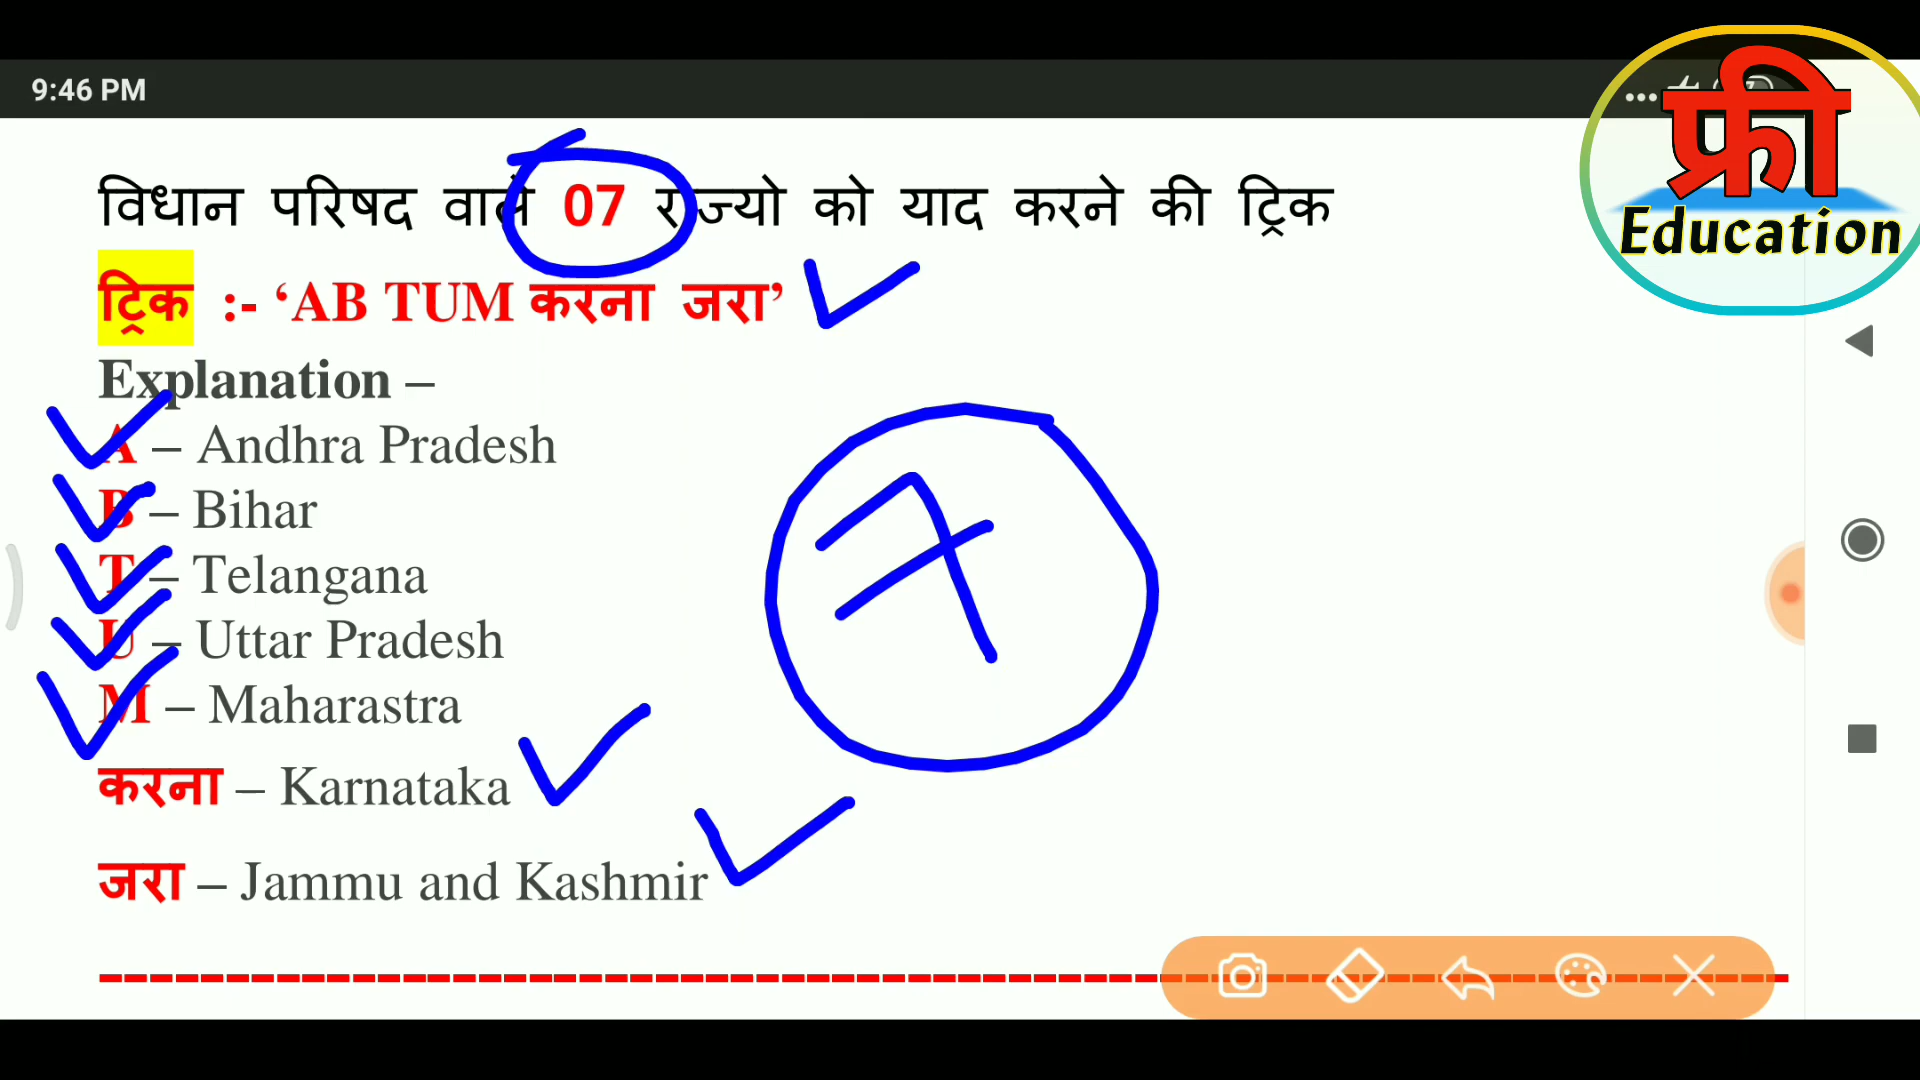 9:46 PM
फ्री
Education
विधान परिषद वाले 07 राज्यो को याद करने की ट्रिक
ट्रिक :- ‘AB TUM करना जरा’
Explanation –
A – Andhra Pradesh
B – Bihar
T – Telangana
U – Uttar Pradesh
M – Maharastra
करना – Karnataka
जरा – Jammu and Kashmir
7